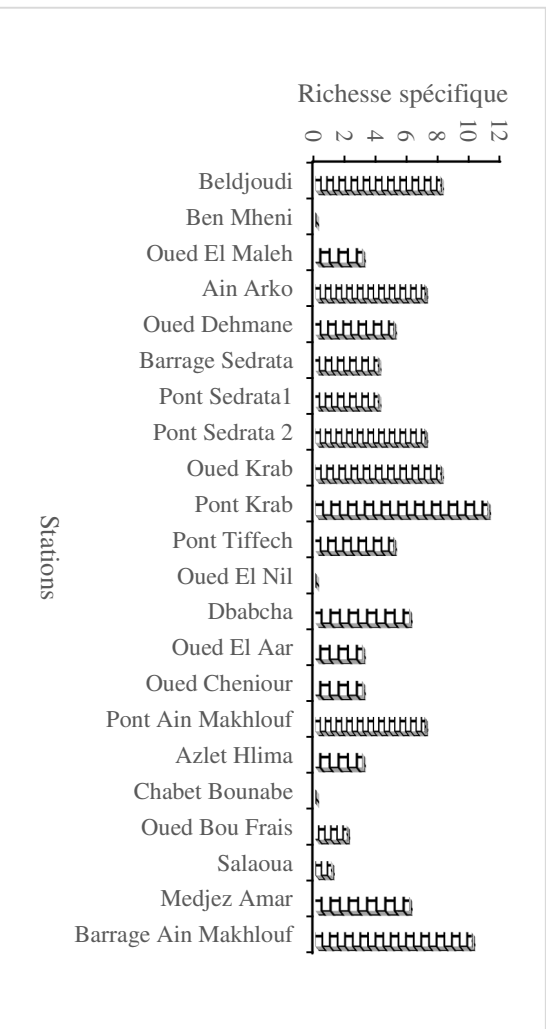 Richesse spécifique
0
2
4
6
8
10
12
Beldjoudi
Ben Mheni
Oued El Maleh
Ain Arko
Oued Dehmane
Barrage Sedrata
Pont Sedrata1
Pont Sedrata 2
Oued Krab
Pont Krab
Pont Tiffech
Oued El Nil
Dbabcha
Oued El Aar
Oued Cheniour
Pont Ain Makhlouf
Azlet Hlima
Chabet Bounabe
Oued Bou Frais
Salaoua
Medjez Amar
Barrage Ain Makhlouf
Stations